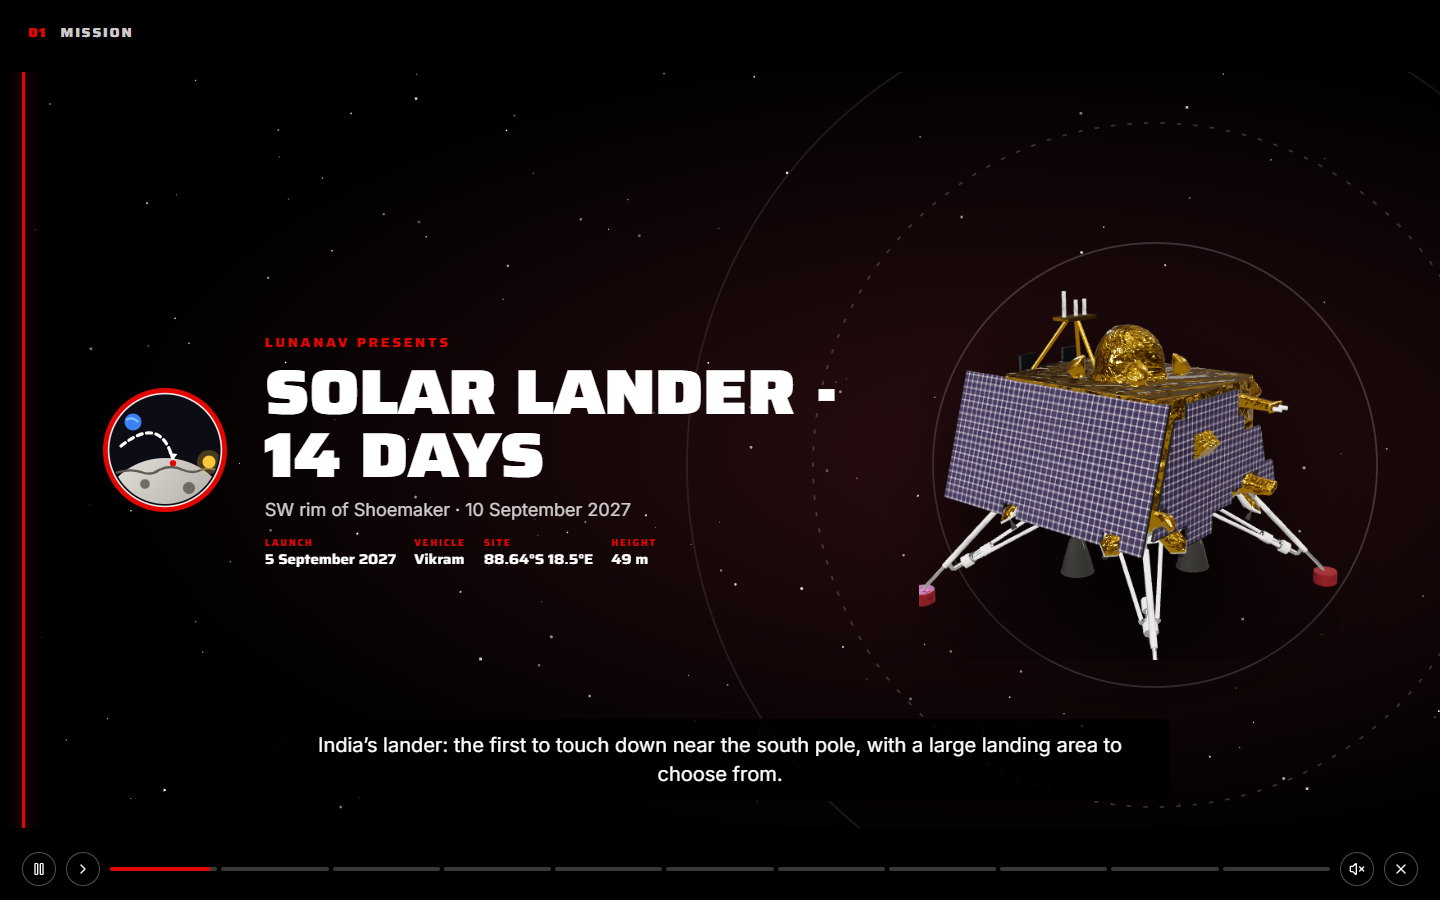 01 MISSION
LUNANAV PRESENTS
SOLAR LANDER -
14 DAYS
SW rim of Shoemaker · 10 September 2027
LAUNCH VEHICLE SITE HEIGHT
5 September 2027 Vikram 88.64°S 18.5°E 49 m
India’s lander: the first to touch down near the south pole, with a large landing area to
choose from.